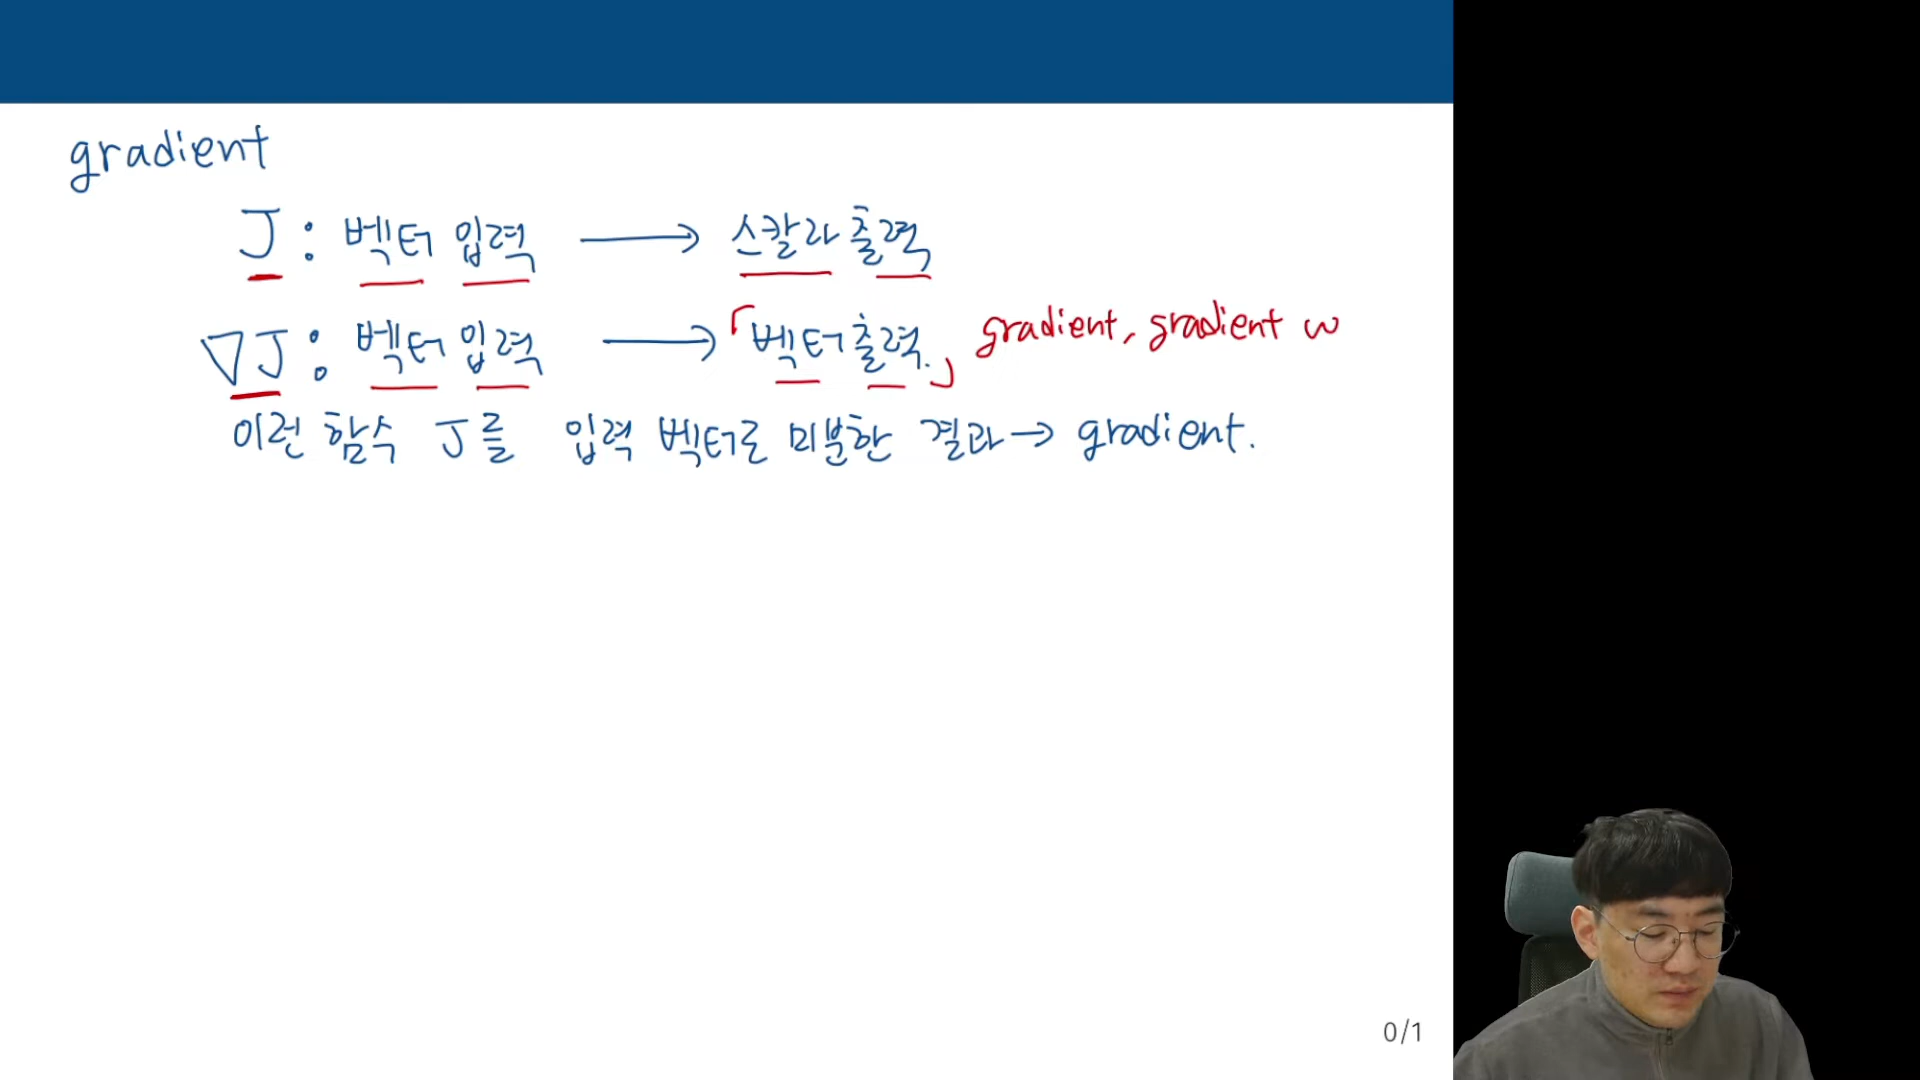 gradient
J : 벡터 입력 → 스칼라 출력
∇J : 벡터 입력 → 「벡터 출력.」 gradient, gradient w
이런 함수 J를 입력 벡터로 미분한 결과 → gradient.
0/1